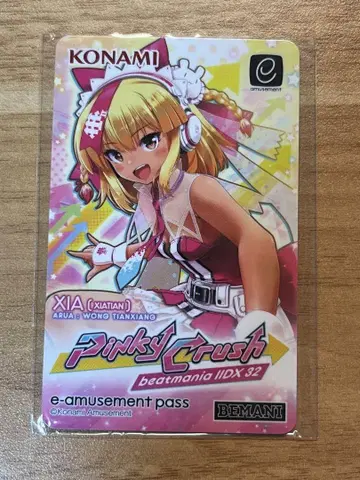 KONAMI
e
amusement
XIA [XIATIAN]
ARUA : WONG TIANXIANG
Pinky Crush
beatmania IIDX 32
e-amusement pass
©Konami Amusement
BEMANI